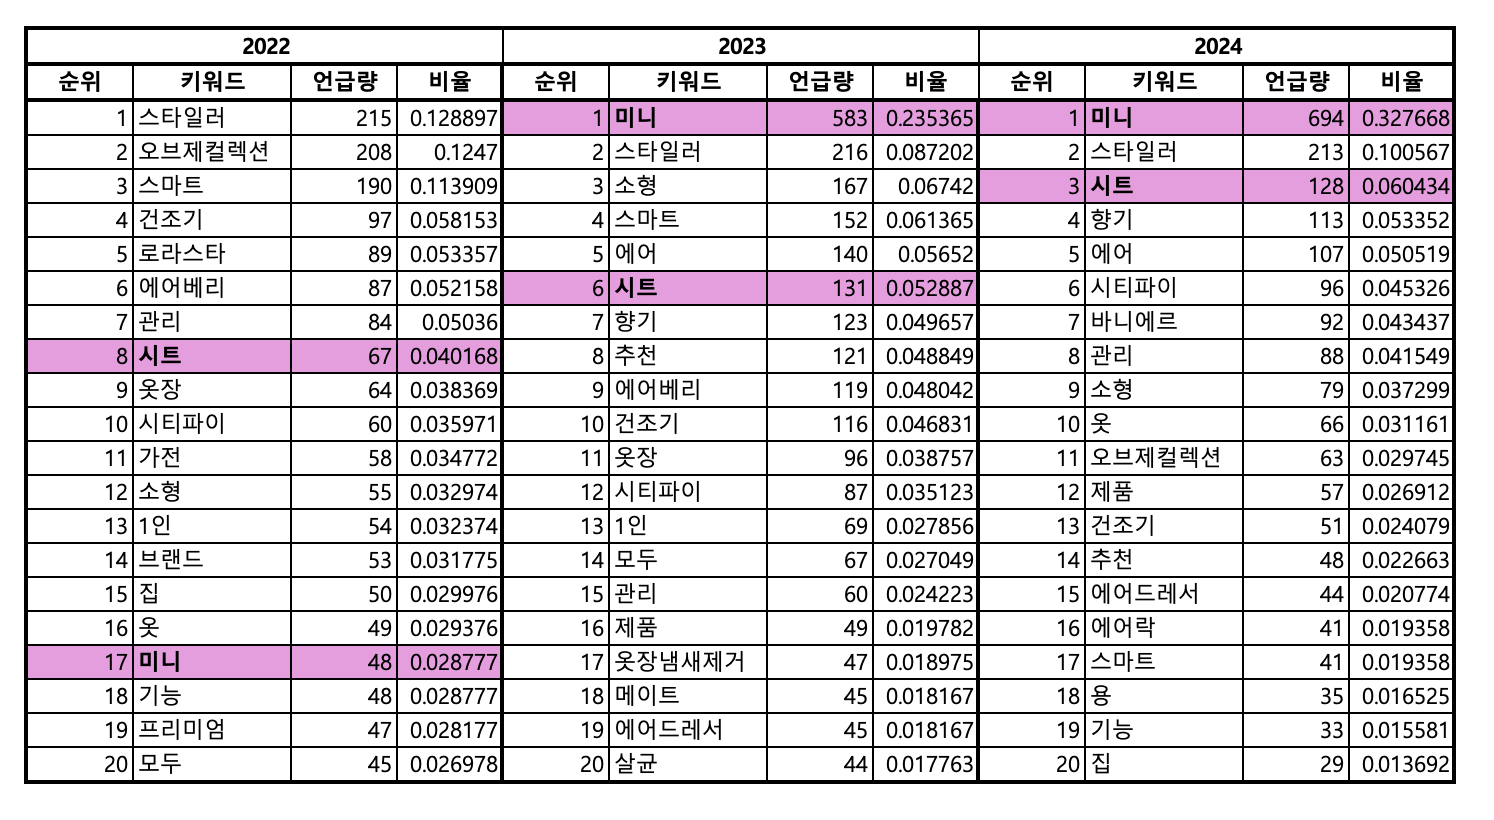 2022 2023 2024
순위 키워드 언급량 비율 순위 키워드 언급량 비율 순위 키워드 언급량 비율
1 스타일러 215 0.128897 1 미니 583 0.235365 1 미니 694 0.327668
2 오브제컬렉션 208 0.1247 2 스타일러 216 0.087202 2 스타일러 213 0.100567
3 스마트 190 0.113909 3 소형 167 0.06742 3 시트 128 0.060434
4 건조기 97 0.058153 4 스마트 152 0.061365 4 향기 113 0.053352
5 로라스타 89 0.053357 5 에어 140 0.05652 5 에어 107 0.050519
6 에어베리 87 0.052158 6 시트 131 0.052887 6 시티파이 96 0.045326
7 관리 84 0.05036 7 향기 123 0.049657 7 바니에르 92 0.043437
8 시트 67 0.040168 8 추천 121 0.048849 8 관리 88 0.041549
9 옷장 64 0.038369 9 에어베리 119 0.048042 9 소형 79 0.037299
10 시티파이 60 0.035971 10 건조기 116 0.046831 10 옷 66 0.031161
11 가전 58 0.034772 11 옷장 96 0.038757 11 오브제컬렉션 63 0.029745
12 소형 55 0.032974 12 시티파이 87 0.035123 12 제품 57 0.026912
13 1인 54 0.032374 13 1인 69 0.027856 13 건조기 51 0.024079
14 브랜드 53 0.031775 14 모두 67 0.027049 14 추천 48 0.022663
15 집 50 0.029976 15 관리 60 0.024223 15 에어드레서 44 0.020774
16 옷 49 0.029376 16 제품 49 0.019782 16 에어락 41 0.019358
17 미니 48 0.028777 17 옷장냄새제거 47 0.018975 17 스마트 41 0.019358
18 기능 48 0.028777 18 메이트 45 0.018167 18 용 35 0.016525
19 프리미엄 47 0.028177 19 에어드레서 45 0.018167 19 기능 33 0.015581
20 모두 45 0.026978 20 살균 44 0.017763 20 집 29 0.013692